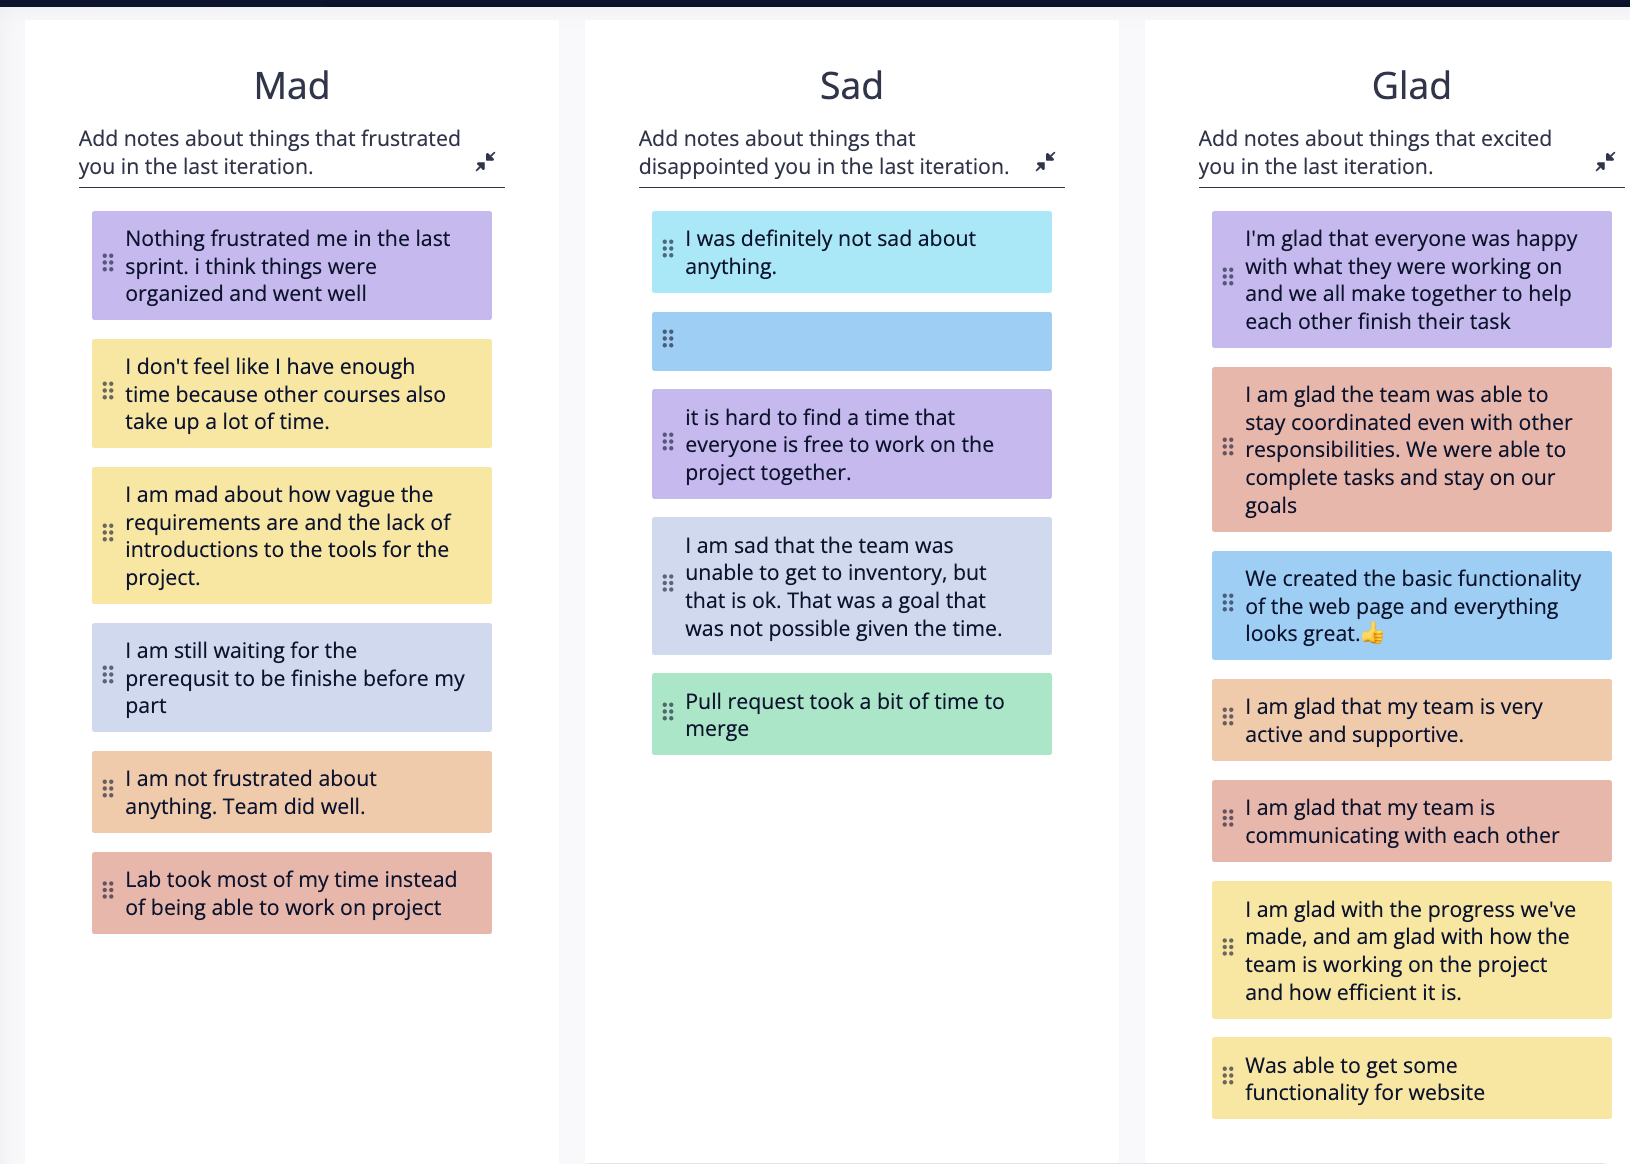 Mad
Add notes about things that frustrated
you in the last iteration.
Nothing frustrated me in the last
sprint. i think things were
organized and went well
I don't feel like I have enough
time because other courses also
take up a lot of time.
I am mad about how vague the
requirements are and the lack of
introductions to the tools for the
project.
I am still waiting for the
prerequsit to be finishe before my
part
I am not frustrated about
anything. Team did well.
Lab took most of my time instead
of being able to work on project
Sad
Add notes about things that
disappointed you in the last iteration.
I was definitely not sad about
anything.
it is hard to find a time that
everyone is free to work on the
project together.
I am sad that the team was
unable to get to inventory, but
that is ok. That was a goal that
was not possible given the time.
Pull request took a bit of time to
merge
Glad
Add notes about things that excited
you in the last iteration.
I'm glad that everyone was happy
with what they were working on
and we all make together to help
each other finish their task
I am glad the team was able to
stay coordinated even with other
responsibilities. We were able to
complete tasks and stay on our
goals
We created the basic functionality
of the web page and everything
looks great.👍
I am glad that my team is very
active and supportive.
I am glad that my team is
communicating with each other
I am glad with the progress we've
made, and am glad with how the
team is working on the project
and how efficient it is.
Was able to get some
functionality for website